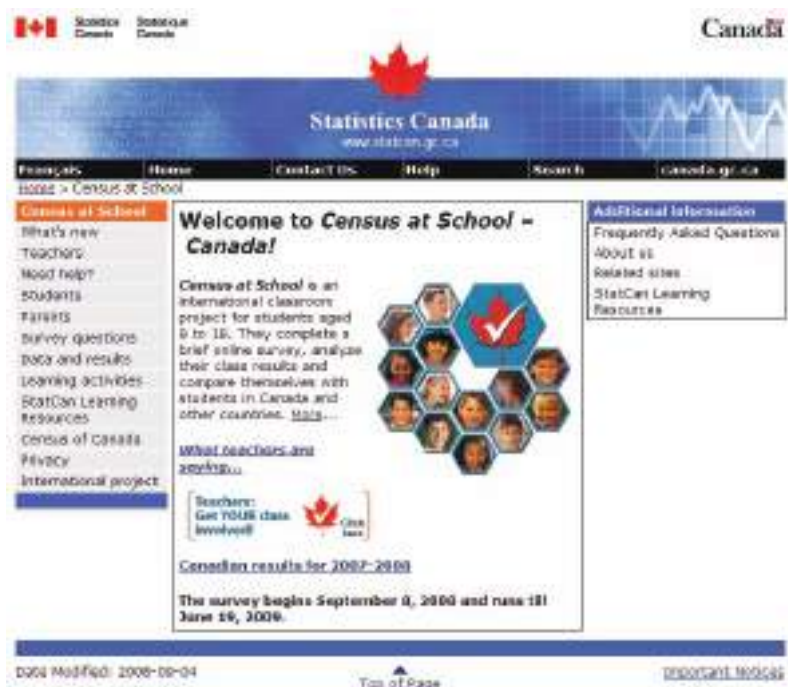 Statistics Statistique
Canada Canada
Canada
Statistics Canada
www.statcan.gc.ca
Français Home Contact Us Help Search canada.gc.ca
Home > Census at School
Census at School
What's new
Teachers
Need help?
Students
Parents
Survey questions
Data and results
Learning activities
StatCan Learning
Resources
Census of Canada
Privacy
International project
Welcome to Census at School –
Canada!
Census at School is an
international classroom
project for students aged
8 to 18. They complete a
brief online survey, analyze
their class results and
compare themselves with
students in Canada and
other countries. More...
What teachers are
saying...
Teachers:
Get YOUR class
involved!
Click
here
Canadian results for 2007-2008
The survey begins September 8, 2008 and runs till
June 19, 2009.
Additional information
Frequently Asked Questions
About us
Related sites
StatCan Learning
Resources
Date Modified: 2008-09-04
Top of Page
Important Notices